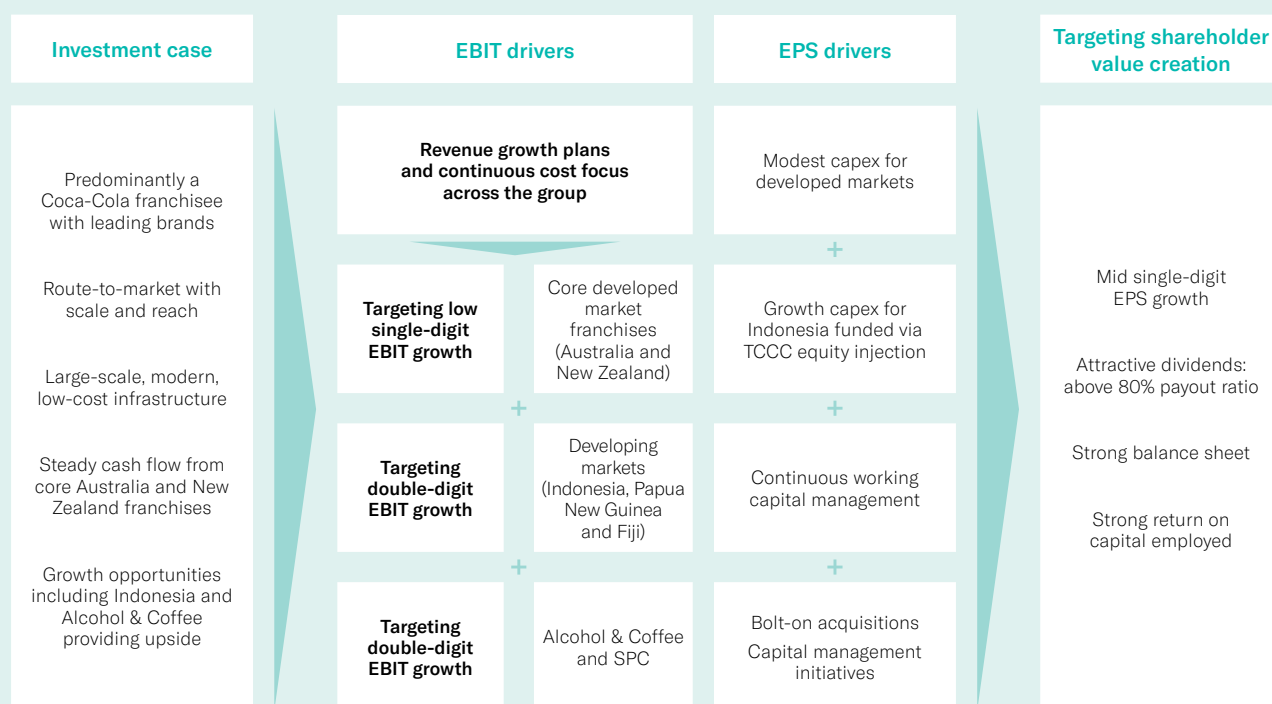 Investment case
Predominantly a
Coca-Cola franchisee
with leading brands
Route-to-market with
scale and reach
Large-scale, modern,
low-cost infrastructure
Steady cash flow from
core Australia and New
Zealand franchises
Growth opportunities
including Indonesia and
Alcohol & Coffee
providing upside
EBIT drivers
Revenue growth plans
and continuous cost focus
across the group
Targeting low
single-digit
EBIT growth
Core developed
market
franchises
(Australia and
New Zealand)
+
Targeting
double-digit
EBIT growth
Developing
markets
(Indonesia, Papua
New Guinea
and Fiji)
+
Targeting
double-digit
EBIT growth
Alcohol & Coffee
and SPC
EPS drivers
Modest capex for
developed markets
+
Growth capex for
Indonesia funded via
TCCC equity injection
+
Continuous working
capital management
+
Bolt-on acquisitions
Capital management
initiatives
Targeting shareholder
value creation
Mid single-digit
EPS growth
Attractive dividends:
above 80% payout ratio
Strong balance sheet
Strong return on
capital employed